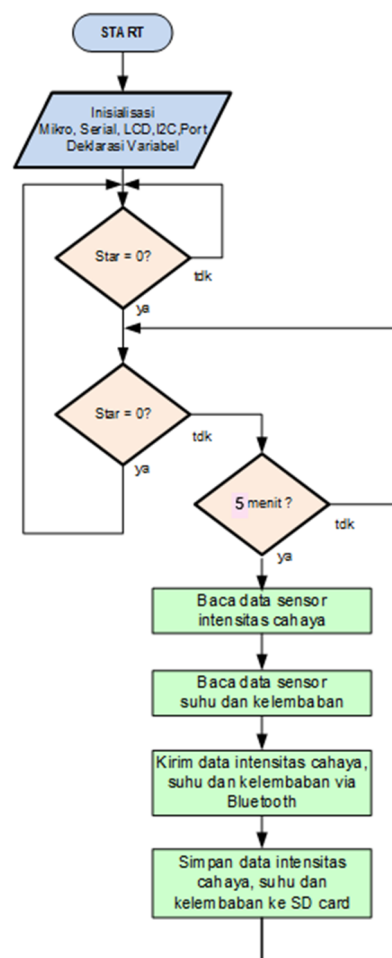 START
Inisialisasi
Mikro, Serial, LCD,I2C,Port
Deklarasi Variabel
Star = 0?
tdk
ya
Star = 0?
tdk
ya
5 menit ?
tdk
ya
Baca data sensor
intensitas cahaya
Baca data sensor
suhu dan kelembaban
Kirim data intensitas cahaya,
suhu dan kelembaban via
Bluetooth
Simpan data intensitas
cahaya, suhu dan
kelembaban ke SD card